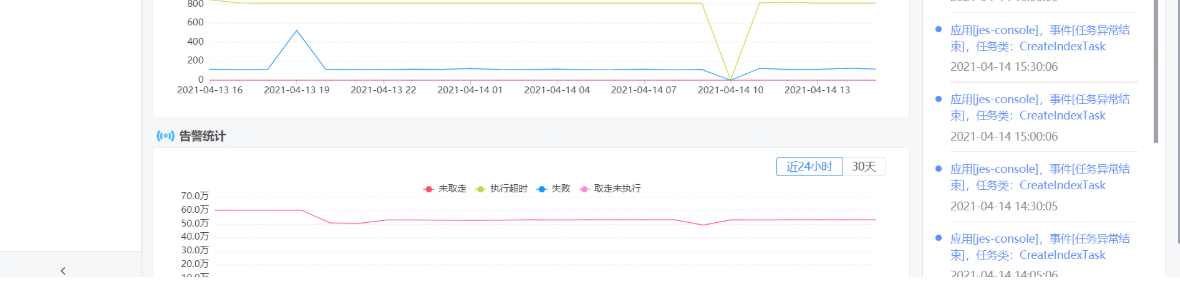 800
600
400
200
0
2021-04-13 16
2021-04-13 19
2021-04-13 22
2021-04-14 01
2021-04-14 04
2021-04-14 07
2021-04-14 10
2021-04-14 13
告警统计
近24小时
30天
未取走
执行超时
失败
取走未执行
70.0万
60.0万
50.0万
40.0万
30.0万
20.0万
10.0万
应用[jes-console]，事件[任务异常结
束]，任务类：CreateIndexTask
2021-04-14 15:30:06
应用[jes-console]，事件[任务异常结
束]，任务类：CreateIndexTask
2021-04-14 15:00:06
应用[jes-console]，事件[任务异常结
束]，任务类：CreateIndexTask
2021-04-14 14:30:05
应用[jes-console]，事件[任务异常结
束]，任务类：CreateIndexTask
2021-04-14 14:05:06